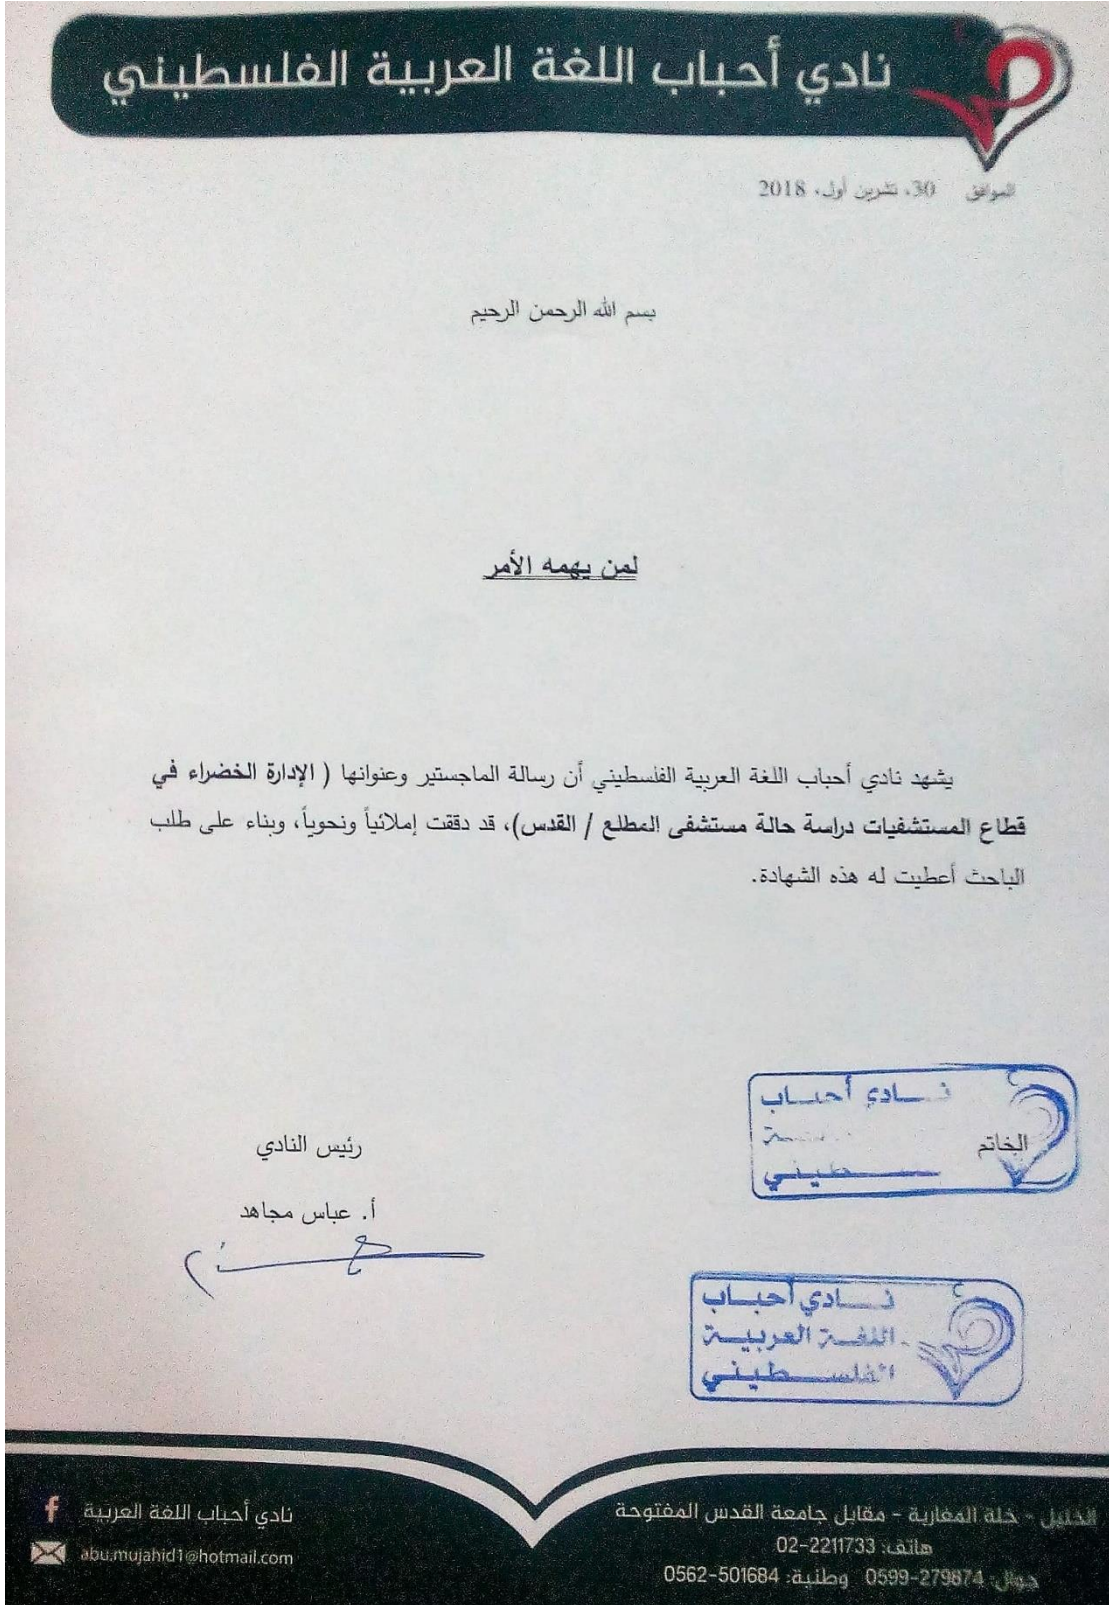 نادي أحباب اللغة العربية الفلسطيني
الموافق 30، تشرين أول، 2018
بسم الله الرحمن الرحيم
لمن يهمه الأمر
يشهد نادي أحباب اللغة العربية الفلسطيني أن رسالة الماجستير وعنوانها ( الإدارة الخضراء في
قطاع المستشفيات دراسة حالة مستشفى المطلع / القدس)، قد دققت إملائياً ونحوياً، وبناء على طلب
الباحث أعطيت له هذه الشهادة.
نادي أحباب
الخاتم
رئيس النادي
أ. عباس مجاهد
نادي أحباب
اللغة العربية
الفلسطيني
الخليل - خلة المغاربة - مقابل جامعة القدس المفتوحة
هاتف: 02-2211733
جوال: 0599-279874 وطنية: 0562-501684
نادي أحباب اللغة العربية
abu.mujahid1@hotmail.com